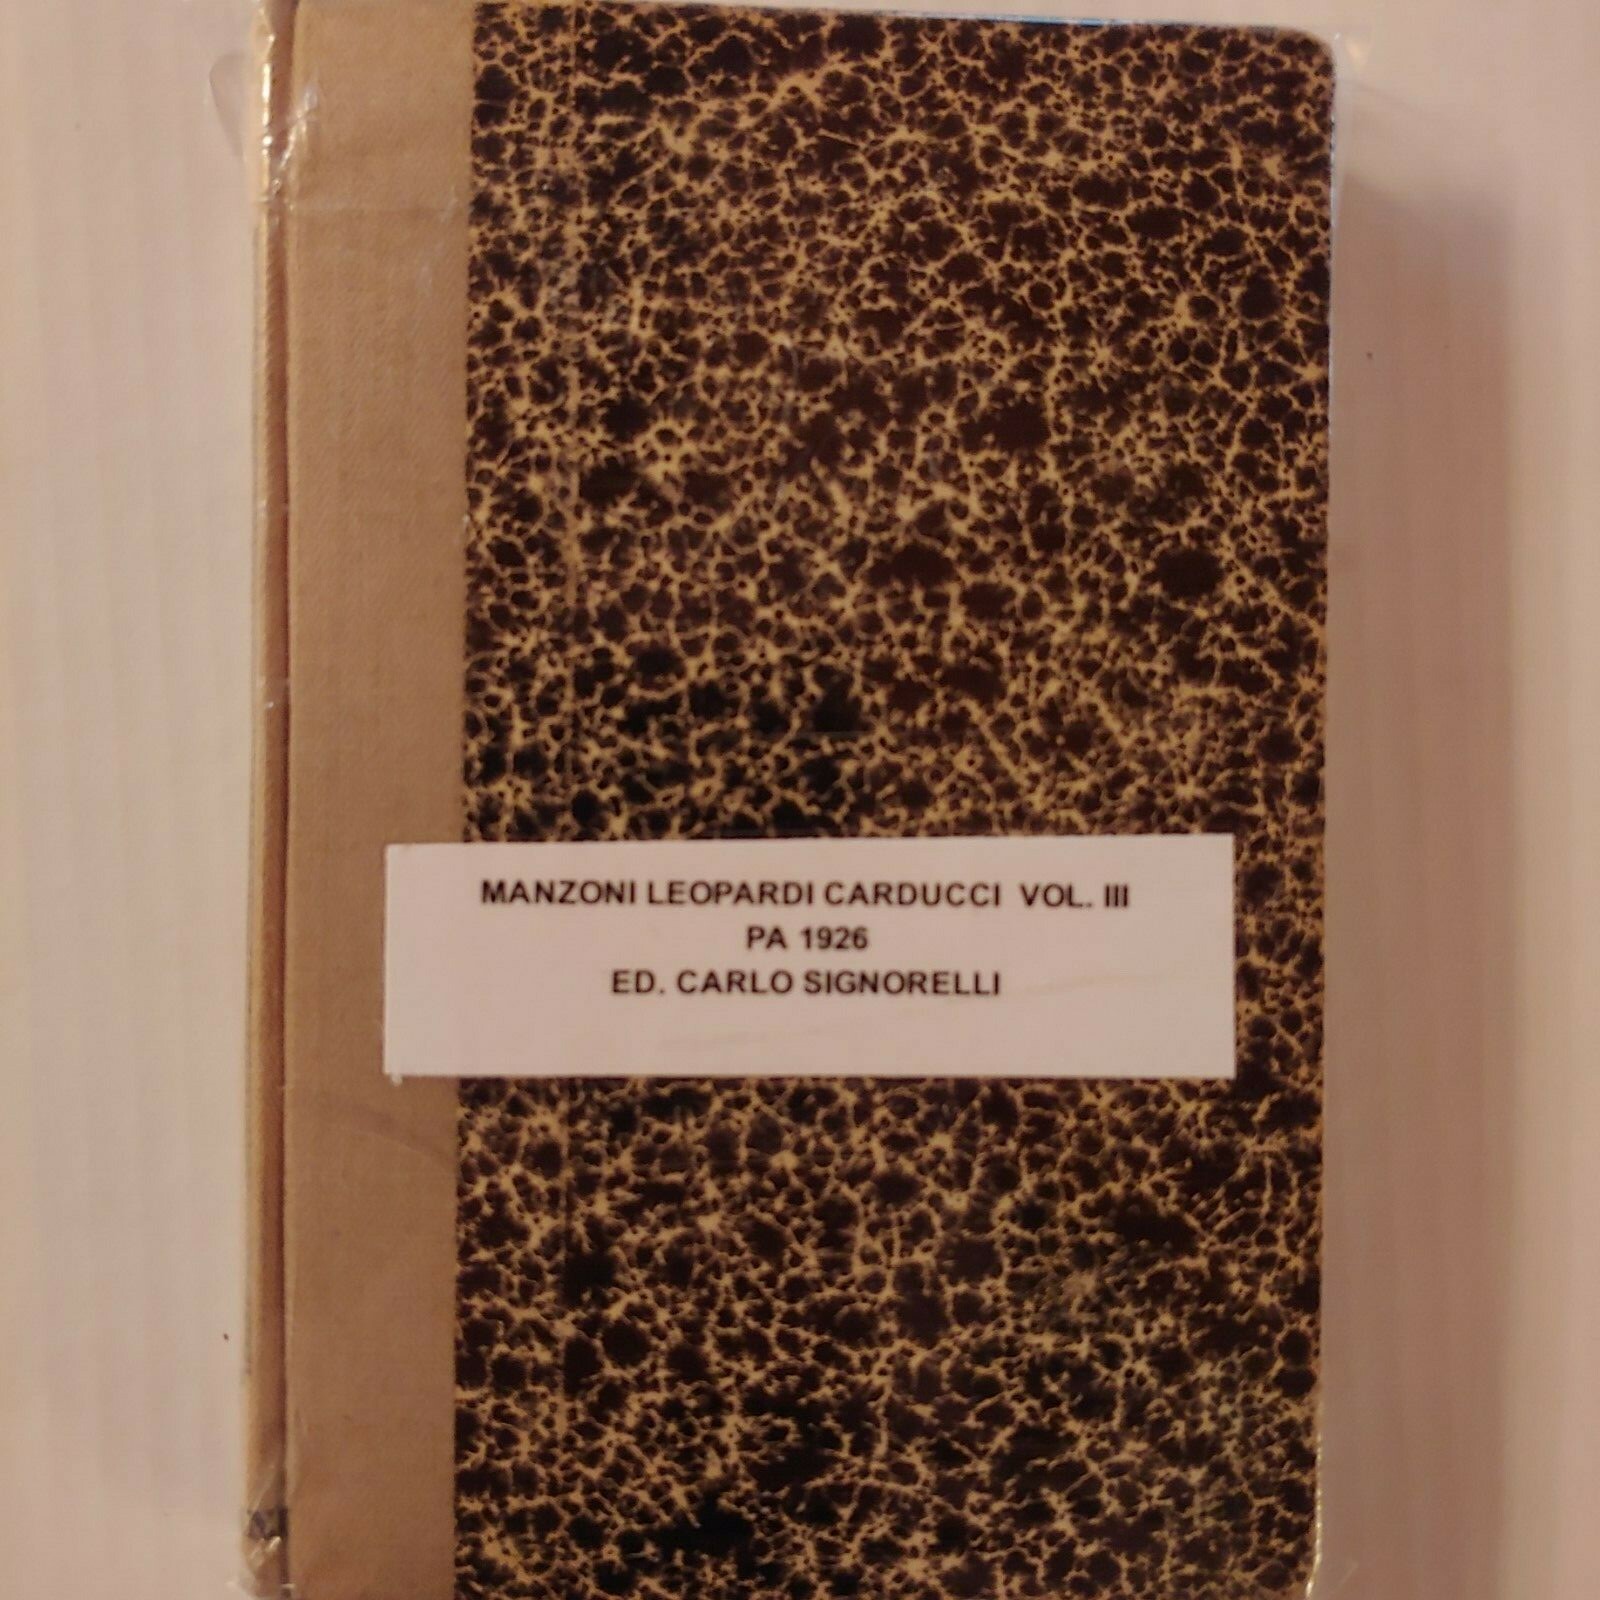 MANZONI LEOPARDI CARDUCCI VOL. III
PA 1926
ED. CARLO SIGNORELLI